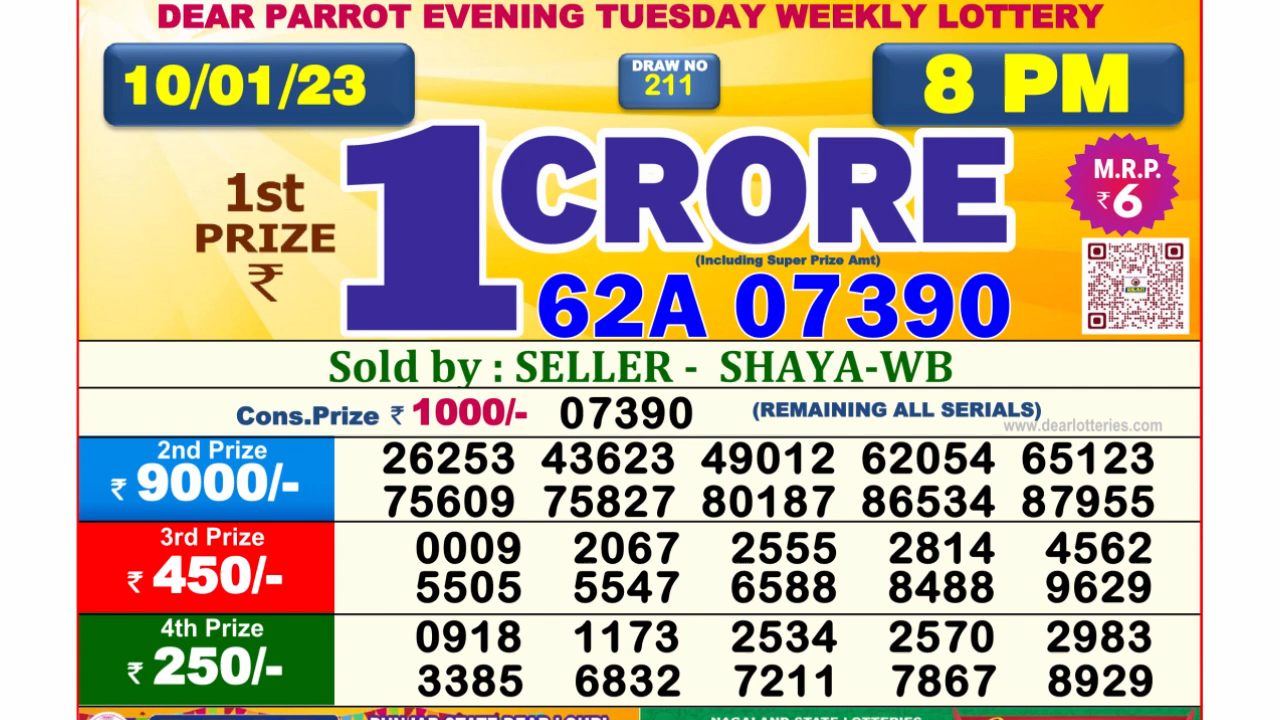 DEAR PARROT EVENING TUESDAY WEEKLY LOTTERY
10/01/23
DRAW NO
211
8 PM
1st
PRIZE
₹
1 CRORE
(Including Super Prize Amt)
62A 07390
M.R.P.
₹ 6
Sold by : SELLER - SHAYA-WB
Cons.Prize ₹ 1000/- 07390 (REMAINING ALL SERIALS)
www.dearlotteries.com
2nd Prize
₹ 9000/-
26253 43623 49012 62054 65123
75609 75827 80187 86534 87955
3rd Prize
₹ 450/-
0009 2067 2555 2814 4562
5505 5547 6588 8488 9629
4th Prize
₹ 250/-
0918 1173 2534 2570 2983
3385 6832 7211 7867 8929
NAGALAND STATE LOTTERIES